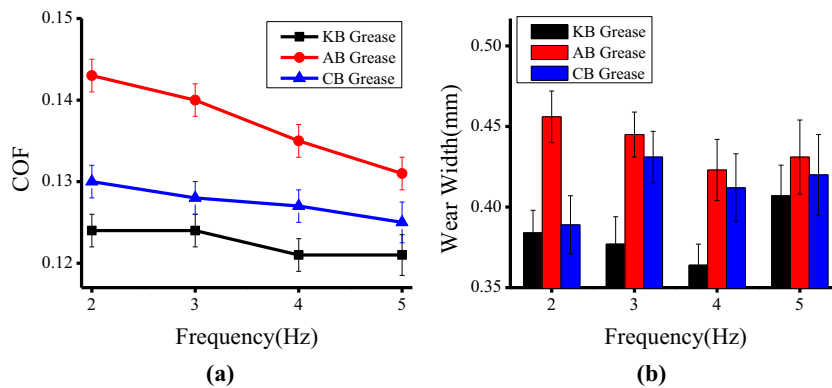 0.15
0.14
0.13
0.12
COF
KB Grease
AB Grease
CB Grease
2 3 4 5
Frequency(Hz)
(a)
0.50
0.45
0.40
0.35
Wear Width(mm)
KB Grease
AB Grease
CB Grease
2 3 4 5
Frequency(Hz)
(b)